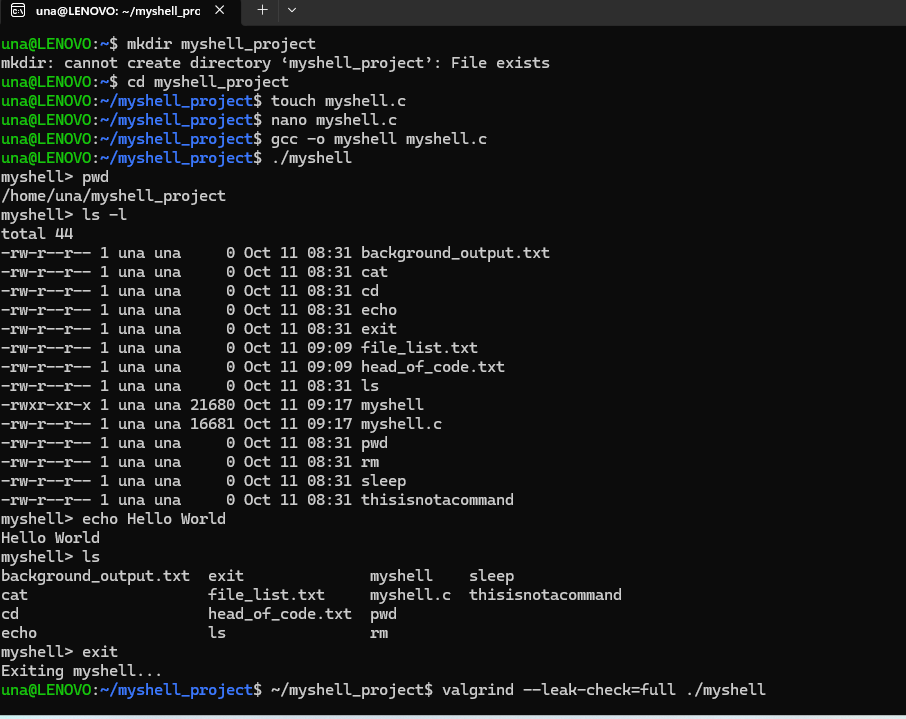 una@LENOVO: ~/myshell_prc
una@LENOVO:~$ mkdir myshell_project
mkdir: cannot create directory ‘myshell_project’: File exists
una@LENOVO:~$ cd myshell_project
una@LENOVO:~/myshell_project$ touch myshell.c
una@LENOVO:~/myshell_project$ nano myshell.c
una@LENOVO:~/myshell_project$ gcc -o myshell myshell.c
una@LENOVO:~/myshell_project$ ./myshell
myshell> pwd
/home/una/myshell_project
myshell> ls -l
total 44
-rw-r--r-- 1 una una     0 Oct 11 08:31 background_output.txt
-rw-r--r-- 1 una una     0 Oct 11 08:31 cat
-rw-r--r-- 1 una una     0 Oct 11 08:31 cd
-rw-r--r-- 1 una una     0 Oct 11 08:31 echo
-rw-r--r-- 1 una una     0 Oct 11 08:31 exit
-rw-r--r-- 1 una una     0 Oct 11 09:09 file_list.txt
-rw-r--r-- 1 una una     0 Oct 11 09:09 head_of_code.txt
-rw-r--r-- 1 una una     0 Oct 11 08:31 ls
-rwxr-xr-x 1 una una 21680 Oct 11 09:17 myshell
-rw-r--r-- 1 una una 16681 Oct 11 09:17 myshell.c
-rw-r--r-- 1 una una     0 Oct 11 08:31 pwd
-rw-r--r-- 1 una una     0 Oct 11 08:31 rm
-rw-r--r-- 1 una una     0 Oct 11 08:31 sleep
-rw-r--r-- 1 una una     0 Oct 11 08:31 thisisnotacommand
myshell> echo Hello World
Hello World
myshell> ls
background_output.txt  exit              myshell    sleep
cat                    file_list.txt     myshell.c  thisisnotacommand
cd                     head_of_code.txt  pwd
echo                   ls                rm
myshell> exit
Exiting myshell...
una@LENOVO:~/myshell_project$ ~/myshell_project$ valgrind --leak-check=full ./myshell